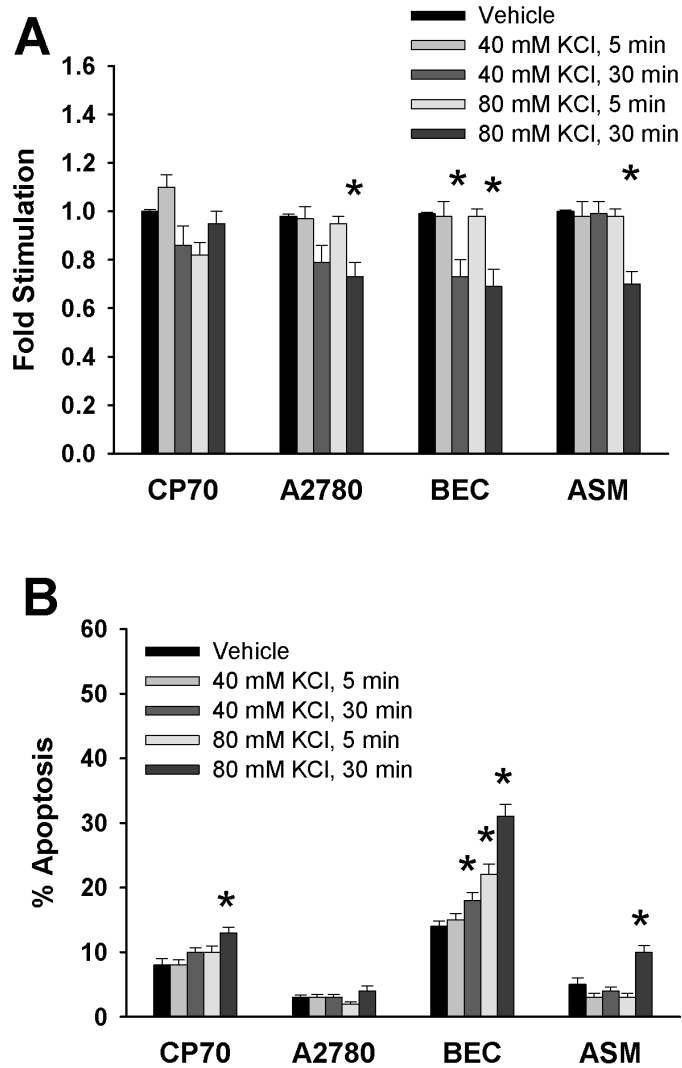 A
Vehicle
40 mM KCl, 5 min
40 mM KCl, 30 min
80 mM KCl, 5 min
80 mM KCl, 30 min
Fold Stimulation
1.6
1.4
1.2
1.0
0.8
0.6
0.4
0.2
0.0
* * * *
CP70 A2780 BEC ASM
B
% Apoptosis
60
50
40
30
20
10
0
Vehicle
40 mM KCl, 5 min
40 mM KCl, 30 min
80 mM KCl, 5 min
80 mM KCl, 30 min
* * * * *
CP70 A2780 BEC ASM